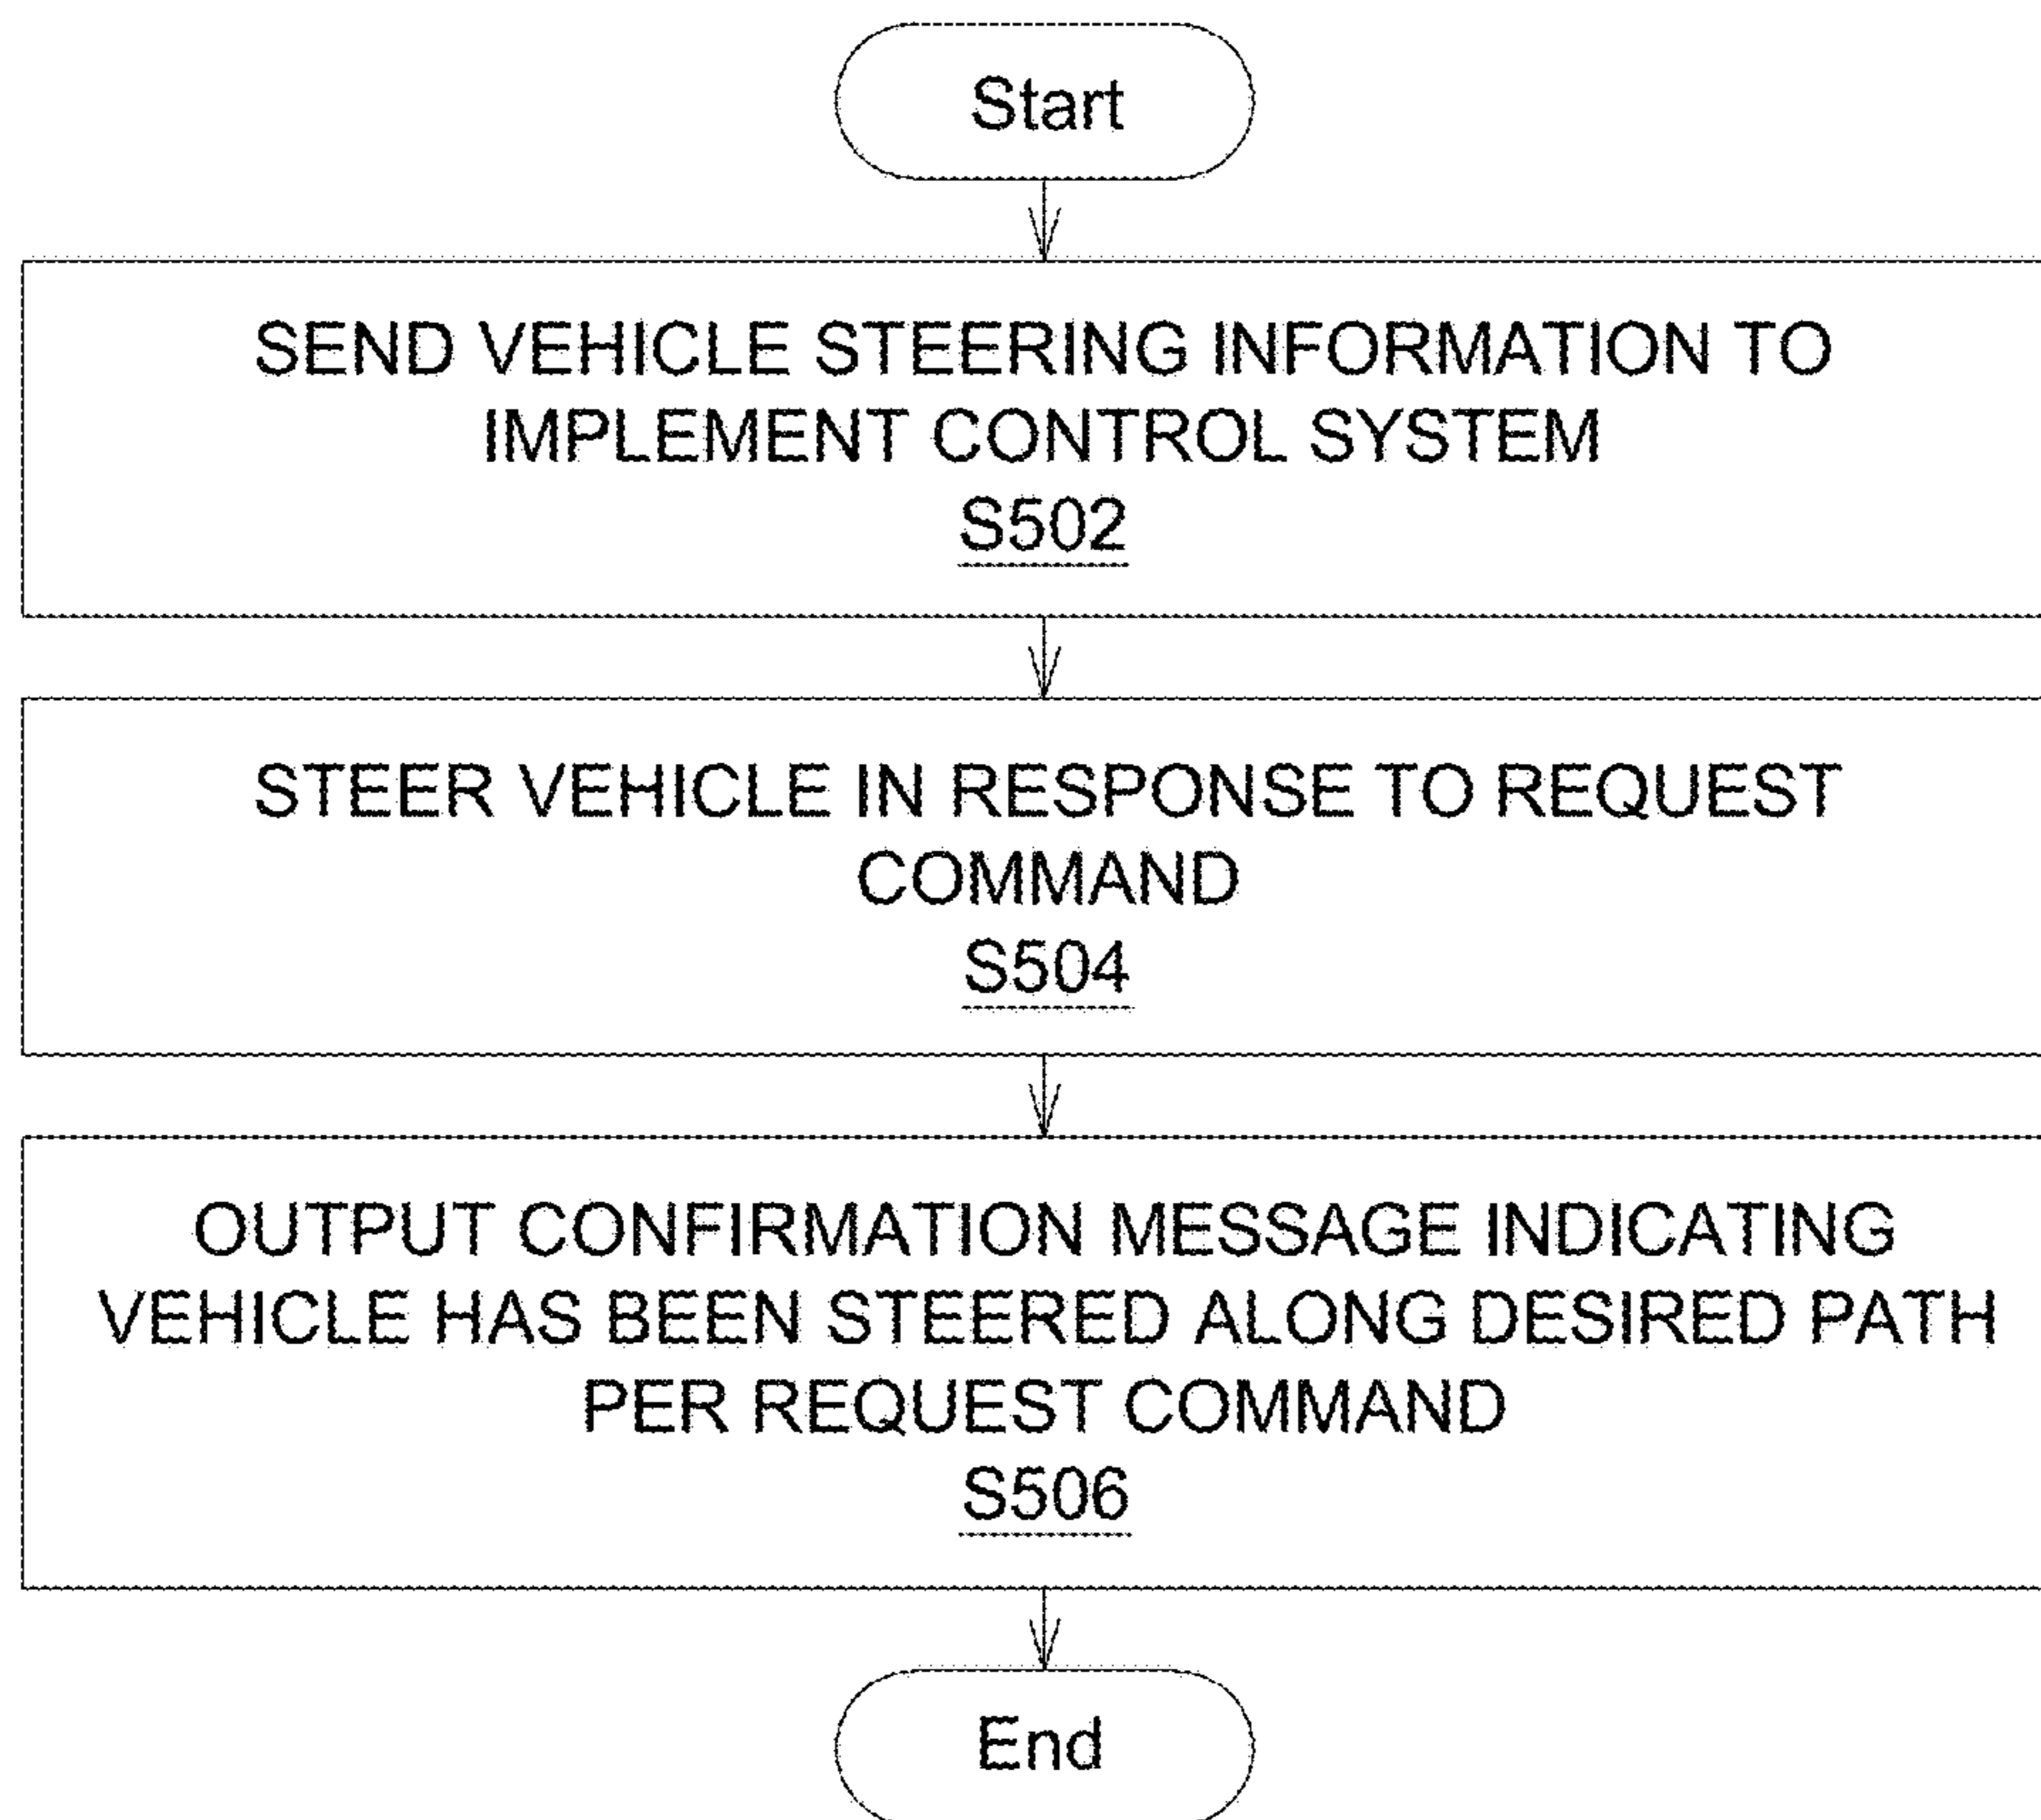 Start
SEND VEHICLE STEERING INFORMATION TO
IMPLEMENT CONTROL SYSTEM
S502
STEER VEHICLE IN RESPONSE TO REQUEST
COMMAND
S504
OUTPUT CONFIRMATION MESSAGE INDICATING
VEHICLE HAS BEEN STEERED ALONG DESIRED PATH
PER REQUEST COMMAND
S506
End